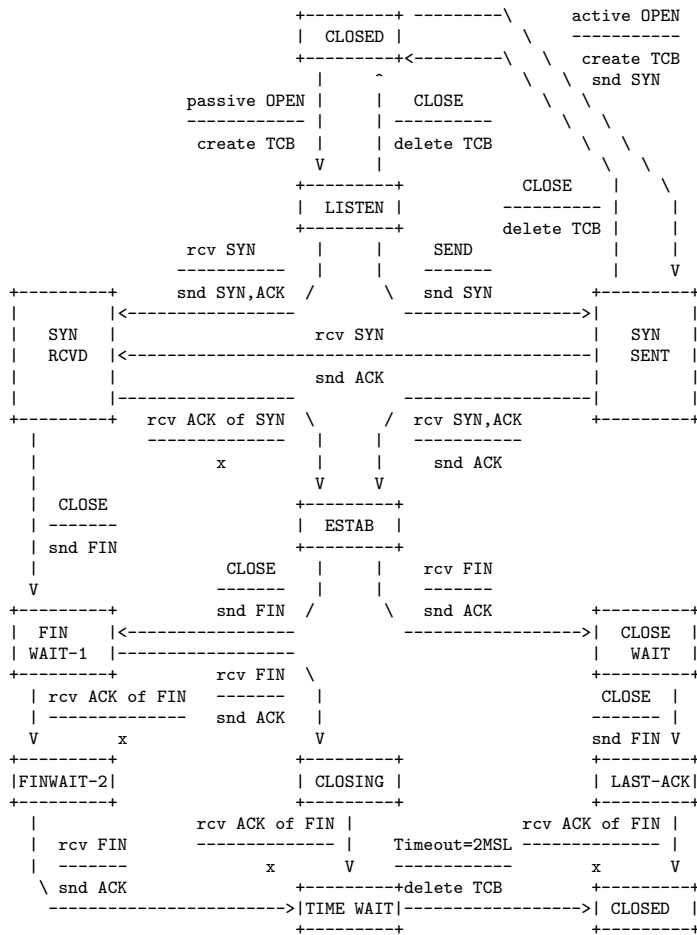 active OPEN
CLOSED
create TCB
snd SYN
passive OPEN CLOSE
create TCB delete TCB
V
CLOSE
LISTEN
delete TCB
rcv SYN SEND
V
snd SYN,ACK snd SYN
SYN rcv SYN SYN
RCVD SENT
snd ACK
rcv ACK of SYN rcv SYN,ACK
x snd ACK
V V
CLOSE
ESTAB
snd FIN
CLOSE rcv FIN
V
snd FIN snd ACK
FIN CLOSE
WAIT-1 WAIT
rcv FIN
rcv ACK of FIN CLOSE
snd ACK
V x V snd FIN V
FINWAIT-2 CLOSING LAST-ACK
rcv ACK of FIN rcv ACK of FIN
rcv FIN Timeout=2MSL
x V x V
snd ACK delete TCB
TIME WAIT CLOSED